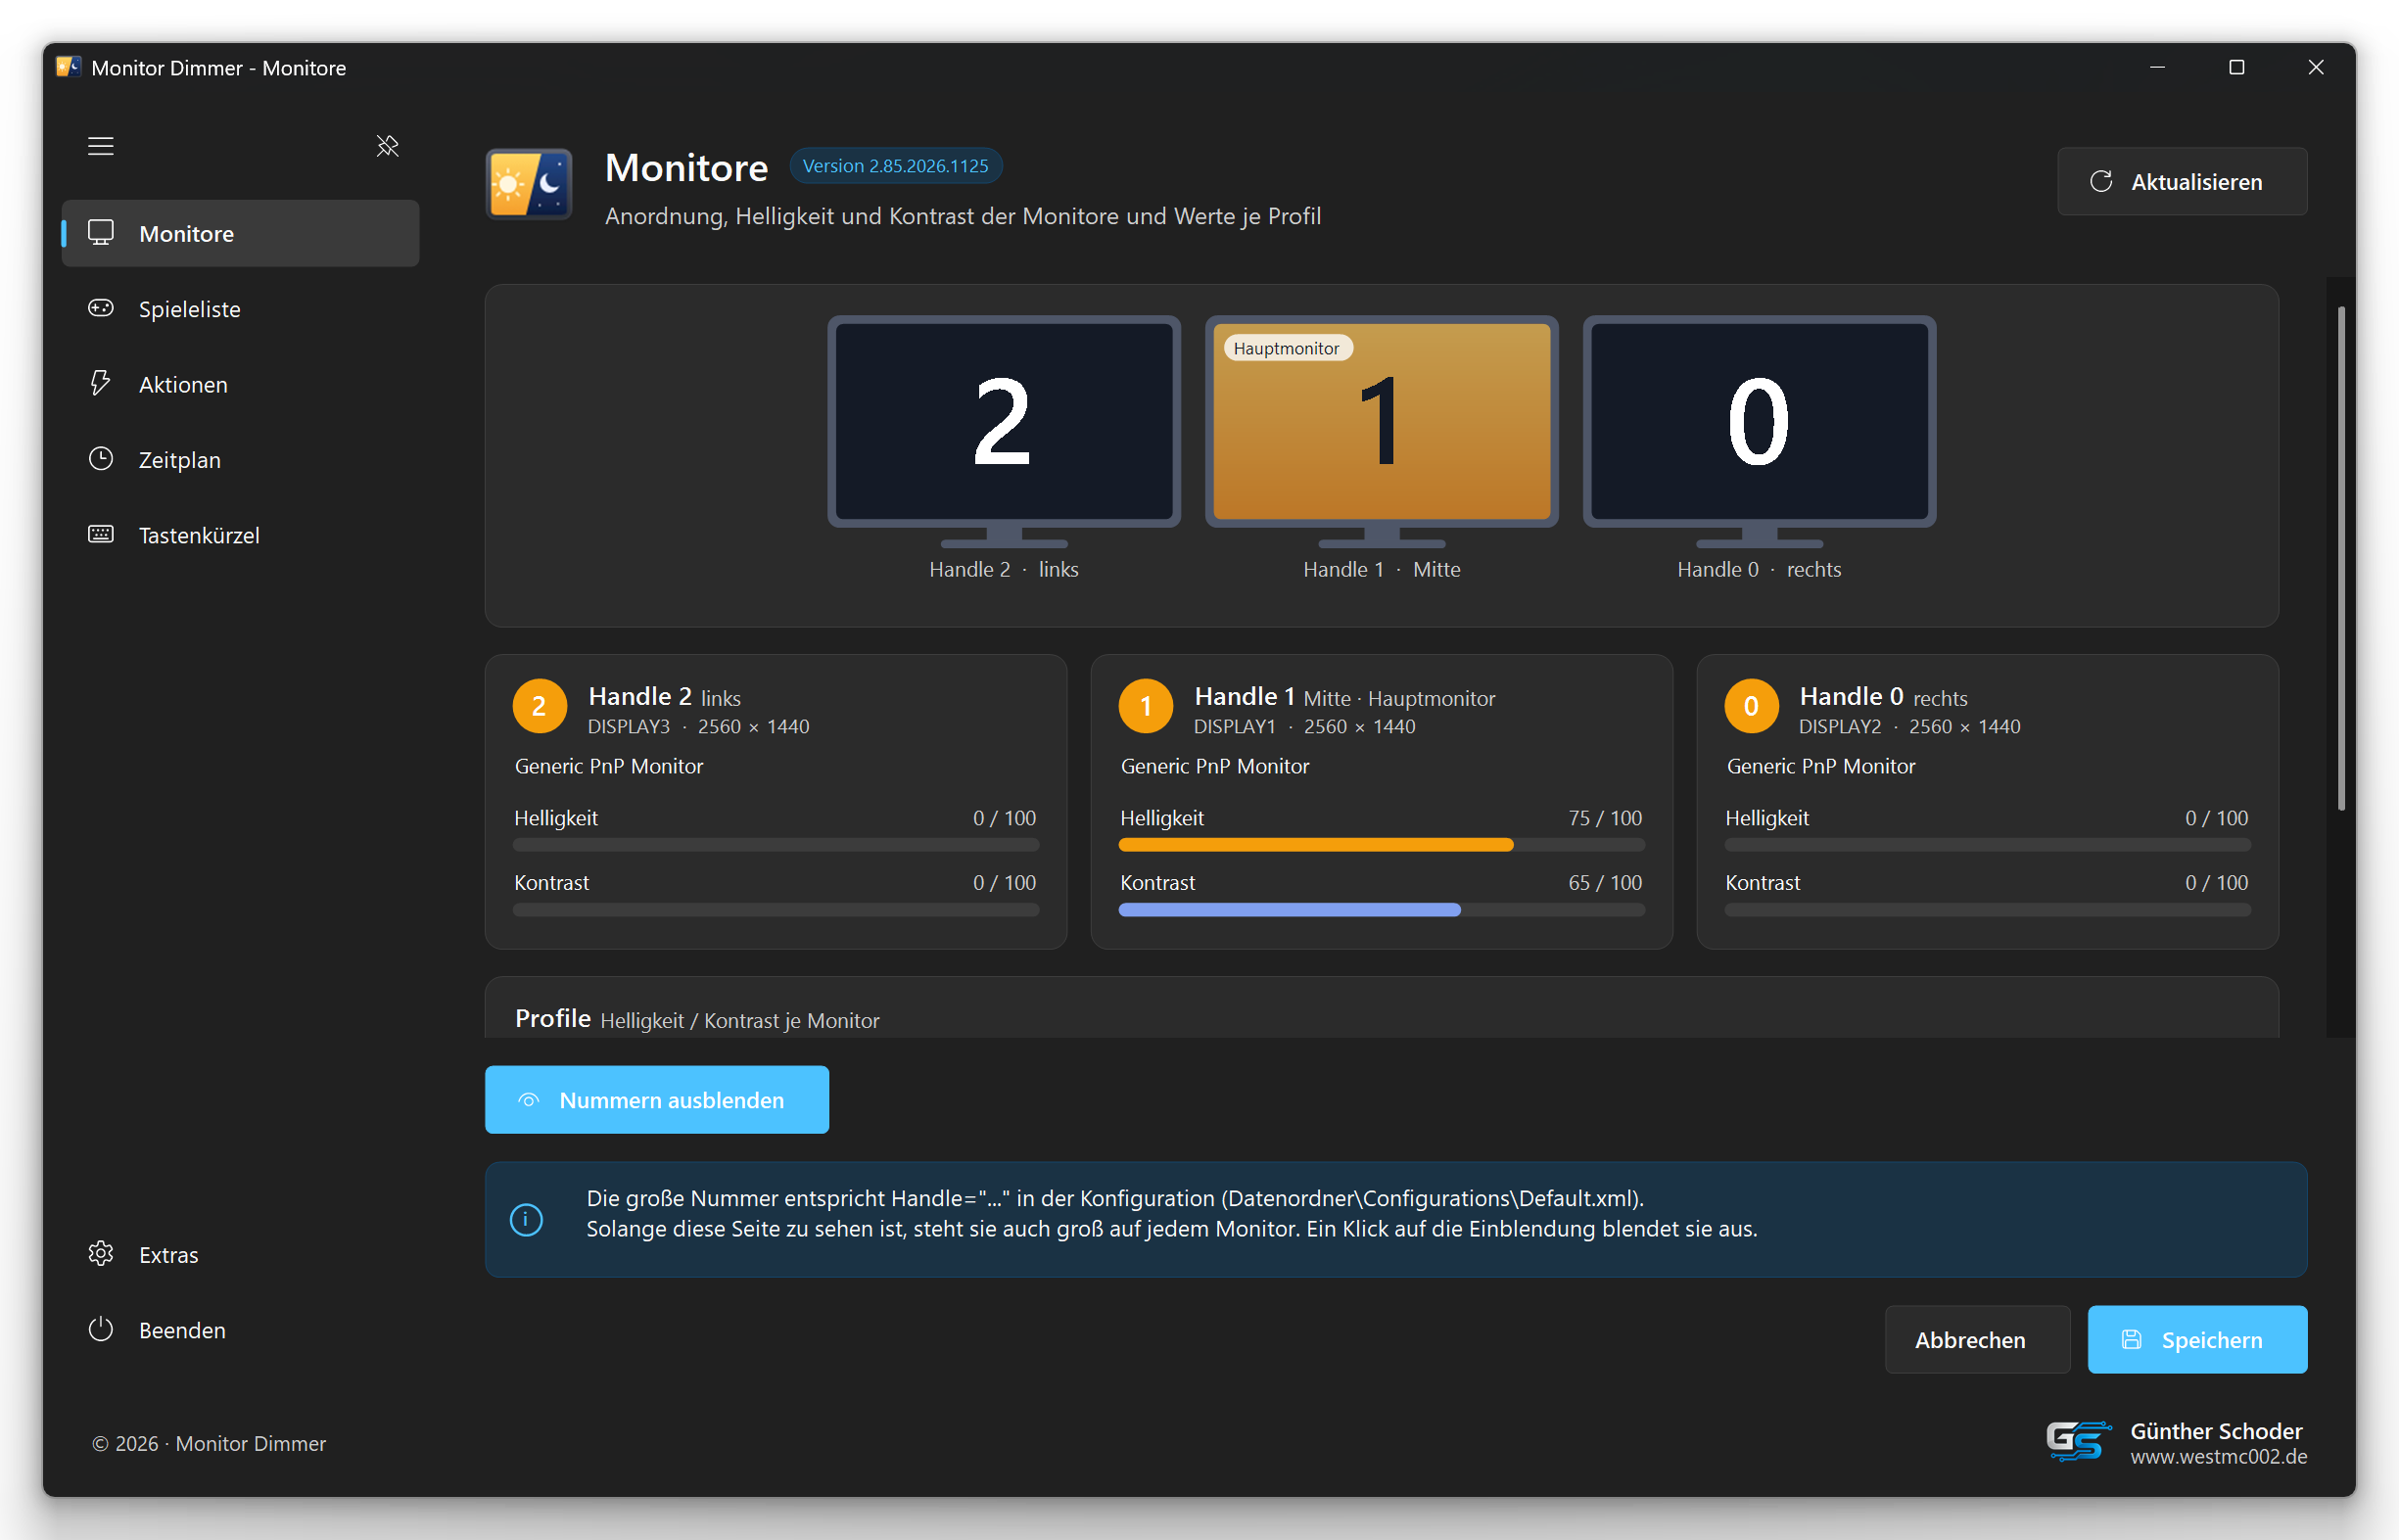 Monitor Dimmer - Monitore
Monitore Version 2.85.2026.1125
Anordnung, Helligkeit und Kontrast der Monitore und Werte je Profil
Aktualisieren
Monitore
Spieleliste
Aktionen
Zeitplan
Tastenkürzel
2
Hauptmonitor
1
0
Handle 2 · links
Handle 1 · Mitte
Handle 0 · rechts
2
Handle 2 links
DISPLAY3 · 2560 × 1440
Generic PnP Monitor
Helligkeit 0 / 100
Kontrast 0 / 100
1
Handle 1 Mitte · Hauptmonitor
DISPLAY1 · 2560 × 1440
Generic PnP Monitor
Helligkeit 75 / 100
Kontrast 65 / 100
0
Handle 0 rechts
DISPLAY2 · 2560 × 1440
Generic PnP Monitor
Helligkeit 0 / 100
Kontrast 0 / 100
Profile Helligkeit / Kontrast je Monitor
Nummern ausblenden
Die große Nummer entspricht Handle="..." in der Konfiguration (Datenordner\Configurations\Default.xml).
Solange diese Seite zu sehen ist, steht sie auch groß auf jedem Monitor. Ein Klick auf die Einblendung blendet sie aus.
Extras
Beenden
Abbrechen
Speichern
© 2026 · Monitor Dimmer
GS
Günther Schoder
www.westmc002.de